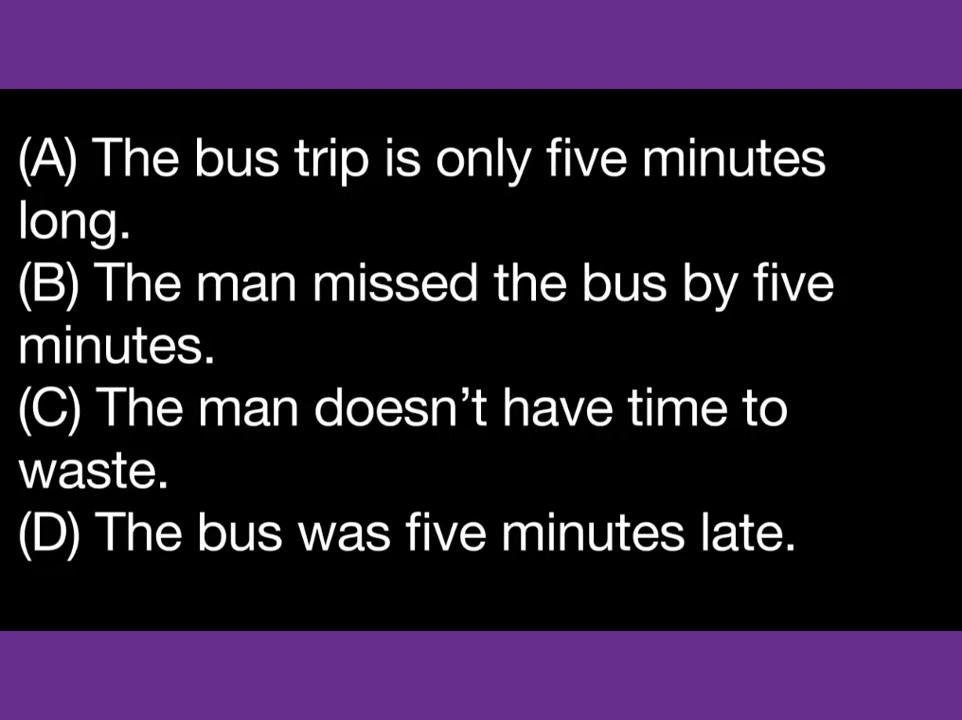 (A) The bus trip is only five minutes
long.
(B) The man missed the bus by five
minutes.
(C) The man doesn’t have time to
waste.
(D) The bus was five minutes late.